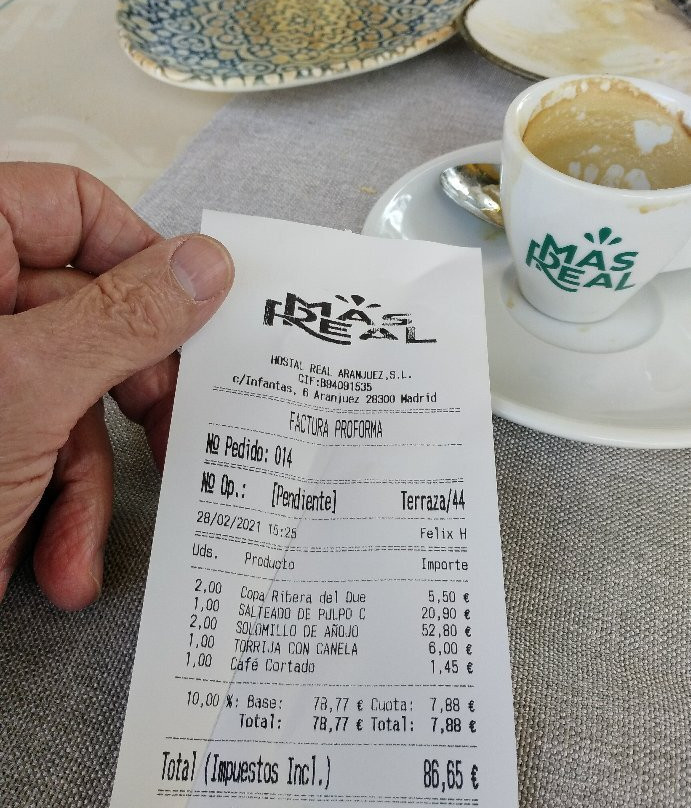 MÁS
REAL
MÁS
REAL
HOSTAL REAL ARANJUEZ,S.L.
CIF:B94091535
c/Infantas, 6 Aranjuez 28300 Madrid
FACTURA PROFORMA
Nº Pedido: 014
Nº Op.: [Pendiente] Terraza/44
28/02/2021 15:25 Felix H
Uds. Producto Importe
2,00 Copa Ribera del Due 5,50 €
1,00 SALTEADO DE PULPO C 20,90 €
2,00 SOLOMILLO DE AÑOJO 52,80 €
1,00 TORRIJA CON CANELA 6,00 €
1,00 Café Cortado 1,45 €
10,00 %: Base: 78,77 € Cuota: 7,88 €
Total: 78,77 € Total: 7,88 €
Total (Impuestos Incl.) 86,65 €